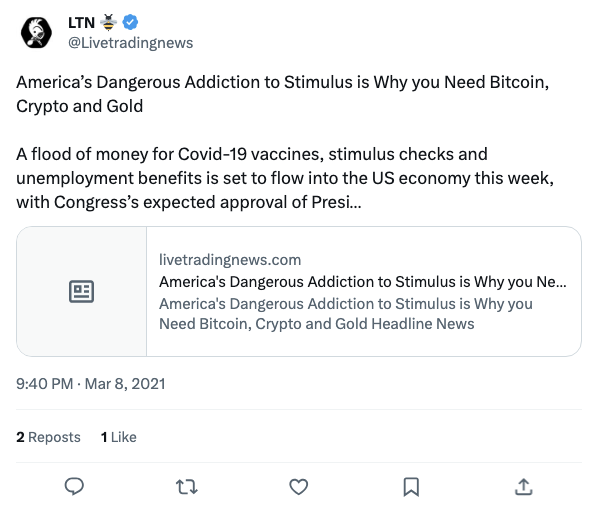 LTN 🐝
@Livetradingnews
America’s Dangerous Addiction to Stimulus is Why you Need Bitcoin,
Crypto and Gold
A flood of money for Covid-19 vaccines, stimulus checks and
unemployment benefits is set to flow into the US economy this week,
with Congress’s expected approval of Presi...
livetradingnews.com
America's Dangerous Addiction to Stimulus is Why you Ne...
America's Dangerous Addiction to Stimulus is Why you
Need Bitcoin, Crypto and Gold Headline News
9:40 PM · Mar 8, 2021
2 Reposts 1 Like